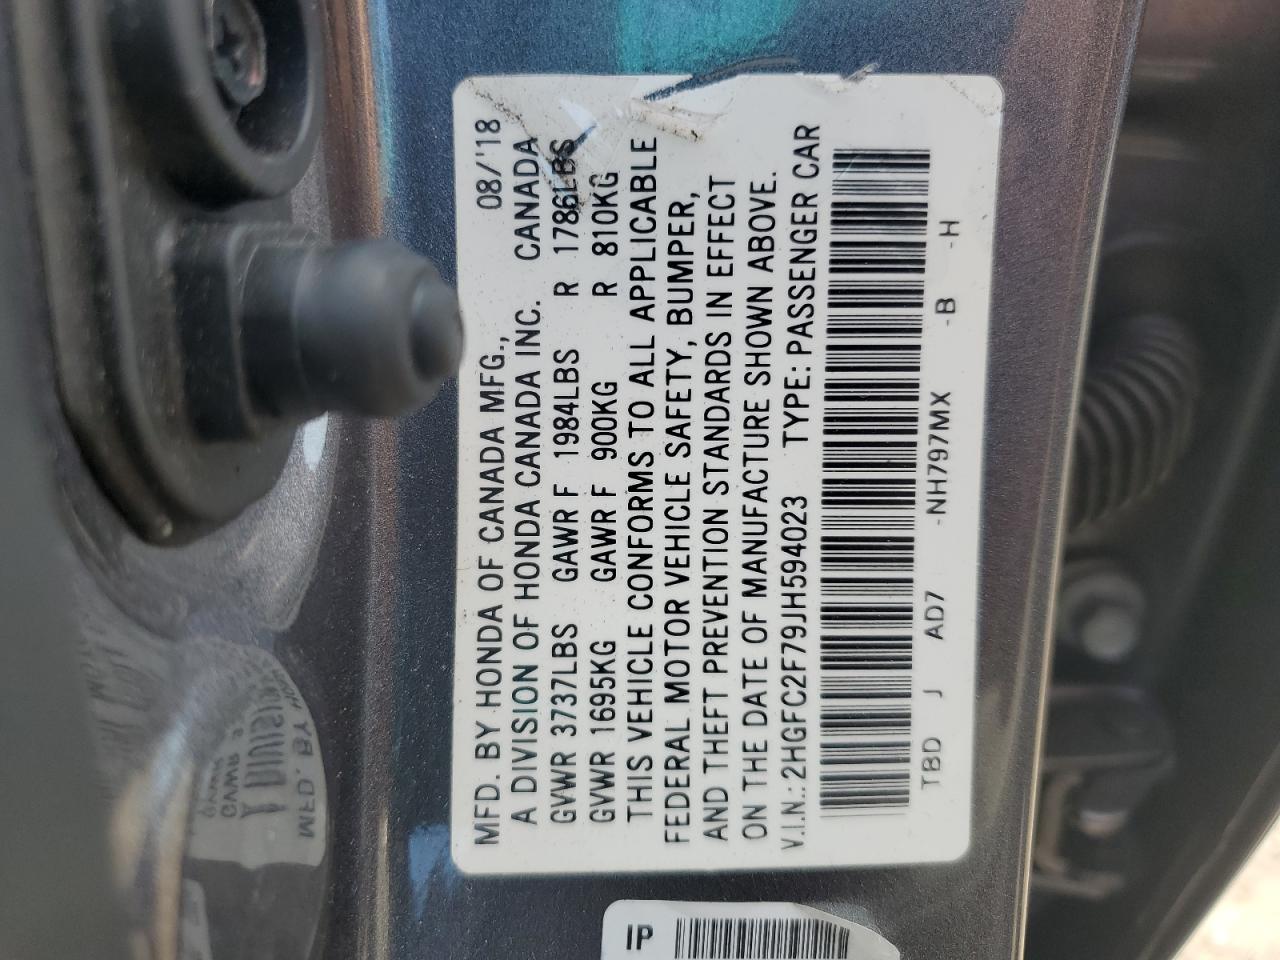 MFD. BY HONDA OF CANADA MFG., 08/'18
A DIVISION OF HONDA CANADA INC. CANADA
GVWR 3737LBS GAWR F 1984LBS R 1786LBS
GVWR 1695KG GAWR F 900KG R 810KG
THIS VEHICLE CONFORMS TO ALL APPLICABLE
FEDERAL MOTOR VEHICLE SAFETY, BUMPER,
AND THEFT PREVENTION STANDARDS IN EFFECT
ON THE DATE OF MANUFACTURE SHOWN ABOVE.
V.I.N.: 2HGFC2F79JH594023 TYPE: PASSENGER CAR
TBD J AD7 -NH797MX -B -H
IP